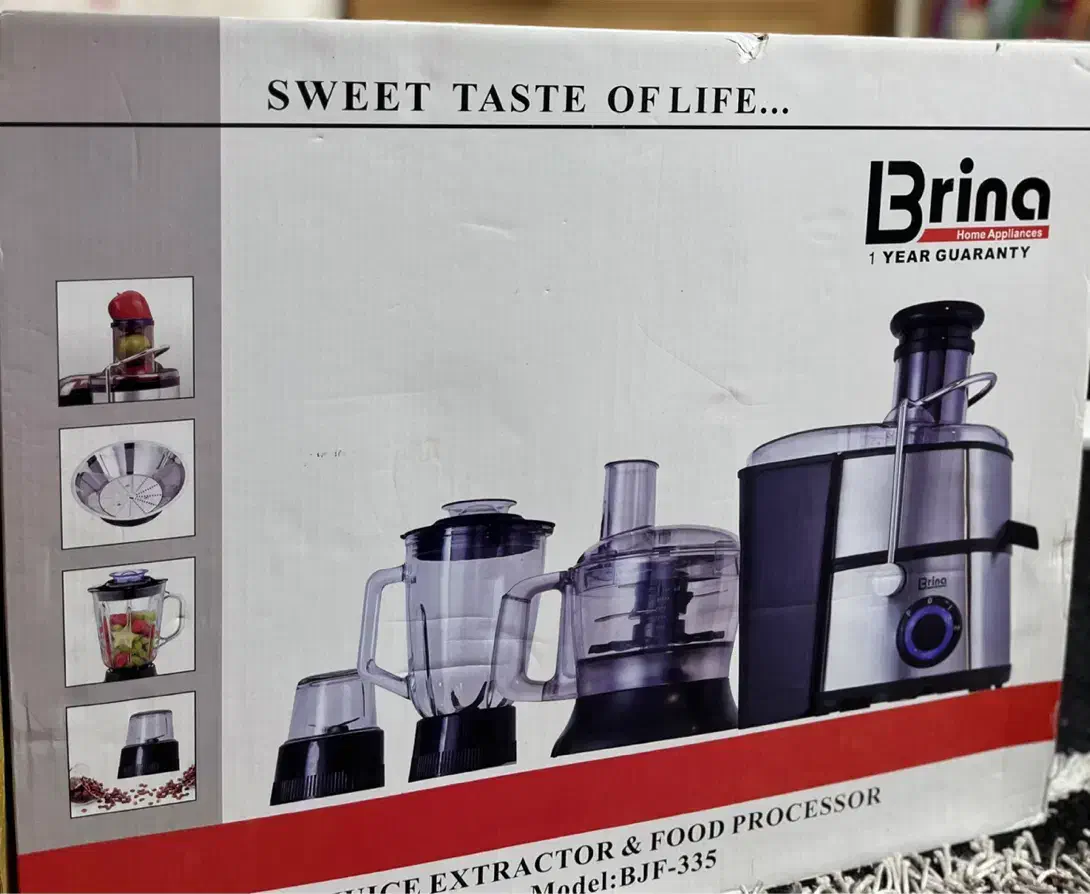 SWEET TASTE OF LIFE...
Brina
Home Appliances
1 YEAR GUARANTY
Brina
JUICE EXTRACTOR & FOOD PROCESSOR
Model:BJF-335